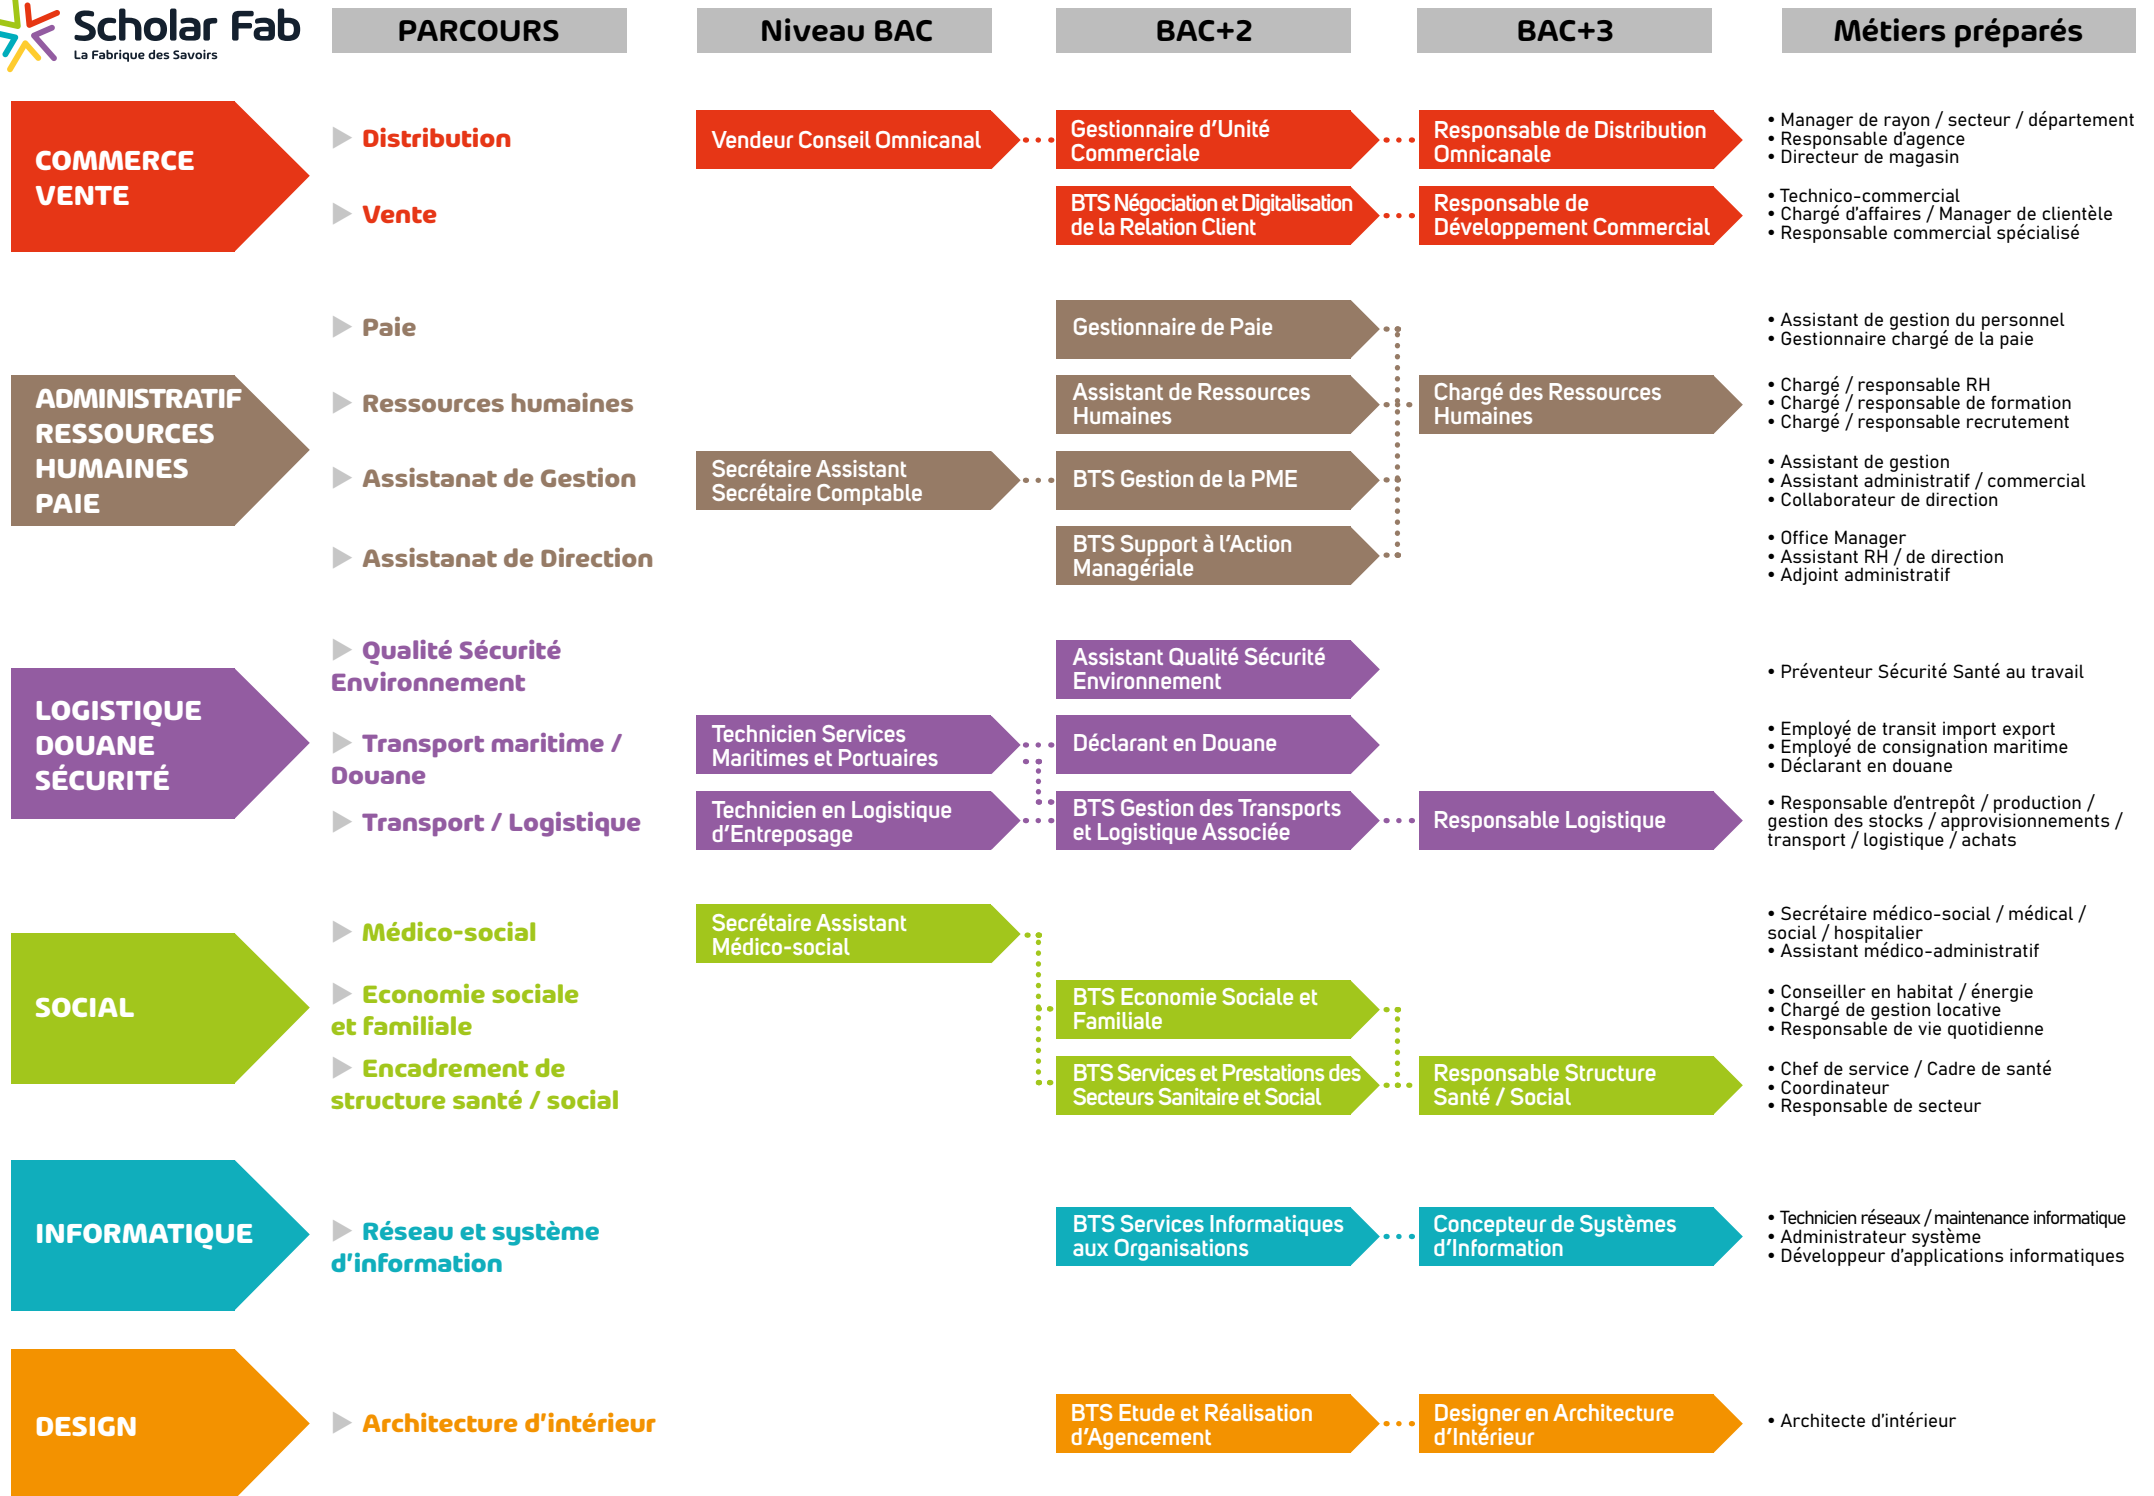 Scholar Fab
La Fabrique des Savoirs
PARCOURS
Niveau BAC
BAC+2
BAC+3
Métiers préparés
COMMERCE
VENTE
Distribution
Vendeur Conseil Omnicanal
Gestionnaire d'Unité
Commerciale
Responsable de Distribution
Omnicanale
• Manager de rayon / secteur / département
• Responsable d'agence
• Directeur de magasin
Vente
BTS Négociation et Digitalisation
de la Relation Client
Responsable de
Développement Commercial
• Technico-commercial
• Chargé d'affaires / Manager de clientèle
• Responsable commercial spécialisé
ADMINISTRATIF
RESSOURCES
HUMAINES
PAIE
Paie
Gestionnaire de Paie
• Assistant de gestion du personnel
• Gestionnaire chargé de la paie
Ressources humaines
Assistant de Ressources
Humaines
Chargé des Ressources
Humaines
• Chargé / responsable RH
• Chargé / responsable de formation
• Chargé / responsable recrutement
Assistanat de Gestion
Secrétaire Assistant
Secrétaire Comptable
BTS Gestion de la PME
• Assistant de gestion
• Assistant administratif / commercial
• Collaborateur de direction
Assistanat de Direction
BTS Support à l'Action
Managériale
• Office Manager
• Assistant RH / de direction
• Adjoint administratif
LOGISTIQUE
DOUANE
SÉCURITÉ
Qualité Sécurité
Environnement
Assistant Qualité Sécurité
Environnement
• Préventeur Sécurité Santé au travail
Transport maritime /
Douane
Technicien Services
Maritimes et Portuaires
Déclarant en Douane
• Employé de transit import export
• Employé de consignation maritime
• Déclarant en douane
Transport / Logistique
Technicien en Logistique
d'Entreposage
BTS Gestion des Transports
et Logistique Associée
Responsable Logistique
• Responsable d'entrepôt / production /
gestion des stocks / approvisionnements /
transport / logistique / achats
SOCIAL
Médico-social
Secrétaire Assistant
Médico-social
• Secrétaire médico-social / médical /
social / hospitalier
• Assistant médico-administratif
Economie sociale
et familiale
BTS Economie Sociale et
Familiale
• Conseiller en habitat / énergie
• Chargé de gestion locative
• Responsable de vie quotidienne
Encadrement de
structure santé / social
BTS Services et Prestations des
Secteurs Sanitaire et Social
Responsable Structure
Santé / Social
• Chef de service / Cadre de santé
• Coordinateur
• Responsable de secteur
INFORMATIQUE
Réseau et système
d'information
BTS Services Informatiques
aux Organisations
Concepteur de Systèmes
d'Information
• Technicien réseaux / maintenance informatique
• Administrateur système
• Développeur d'applications informatiques
DESIGN
Architecture d'intérieur
BTS Etude et Réalisation
d'Agencement
Designer en Architecture
d'Intérieur
• Architecte d'intérieur